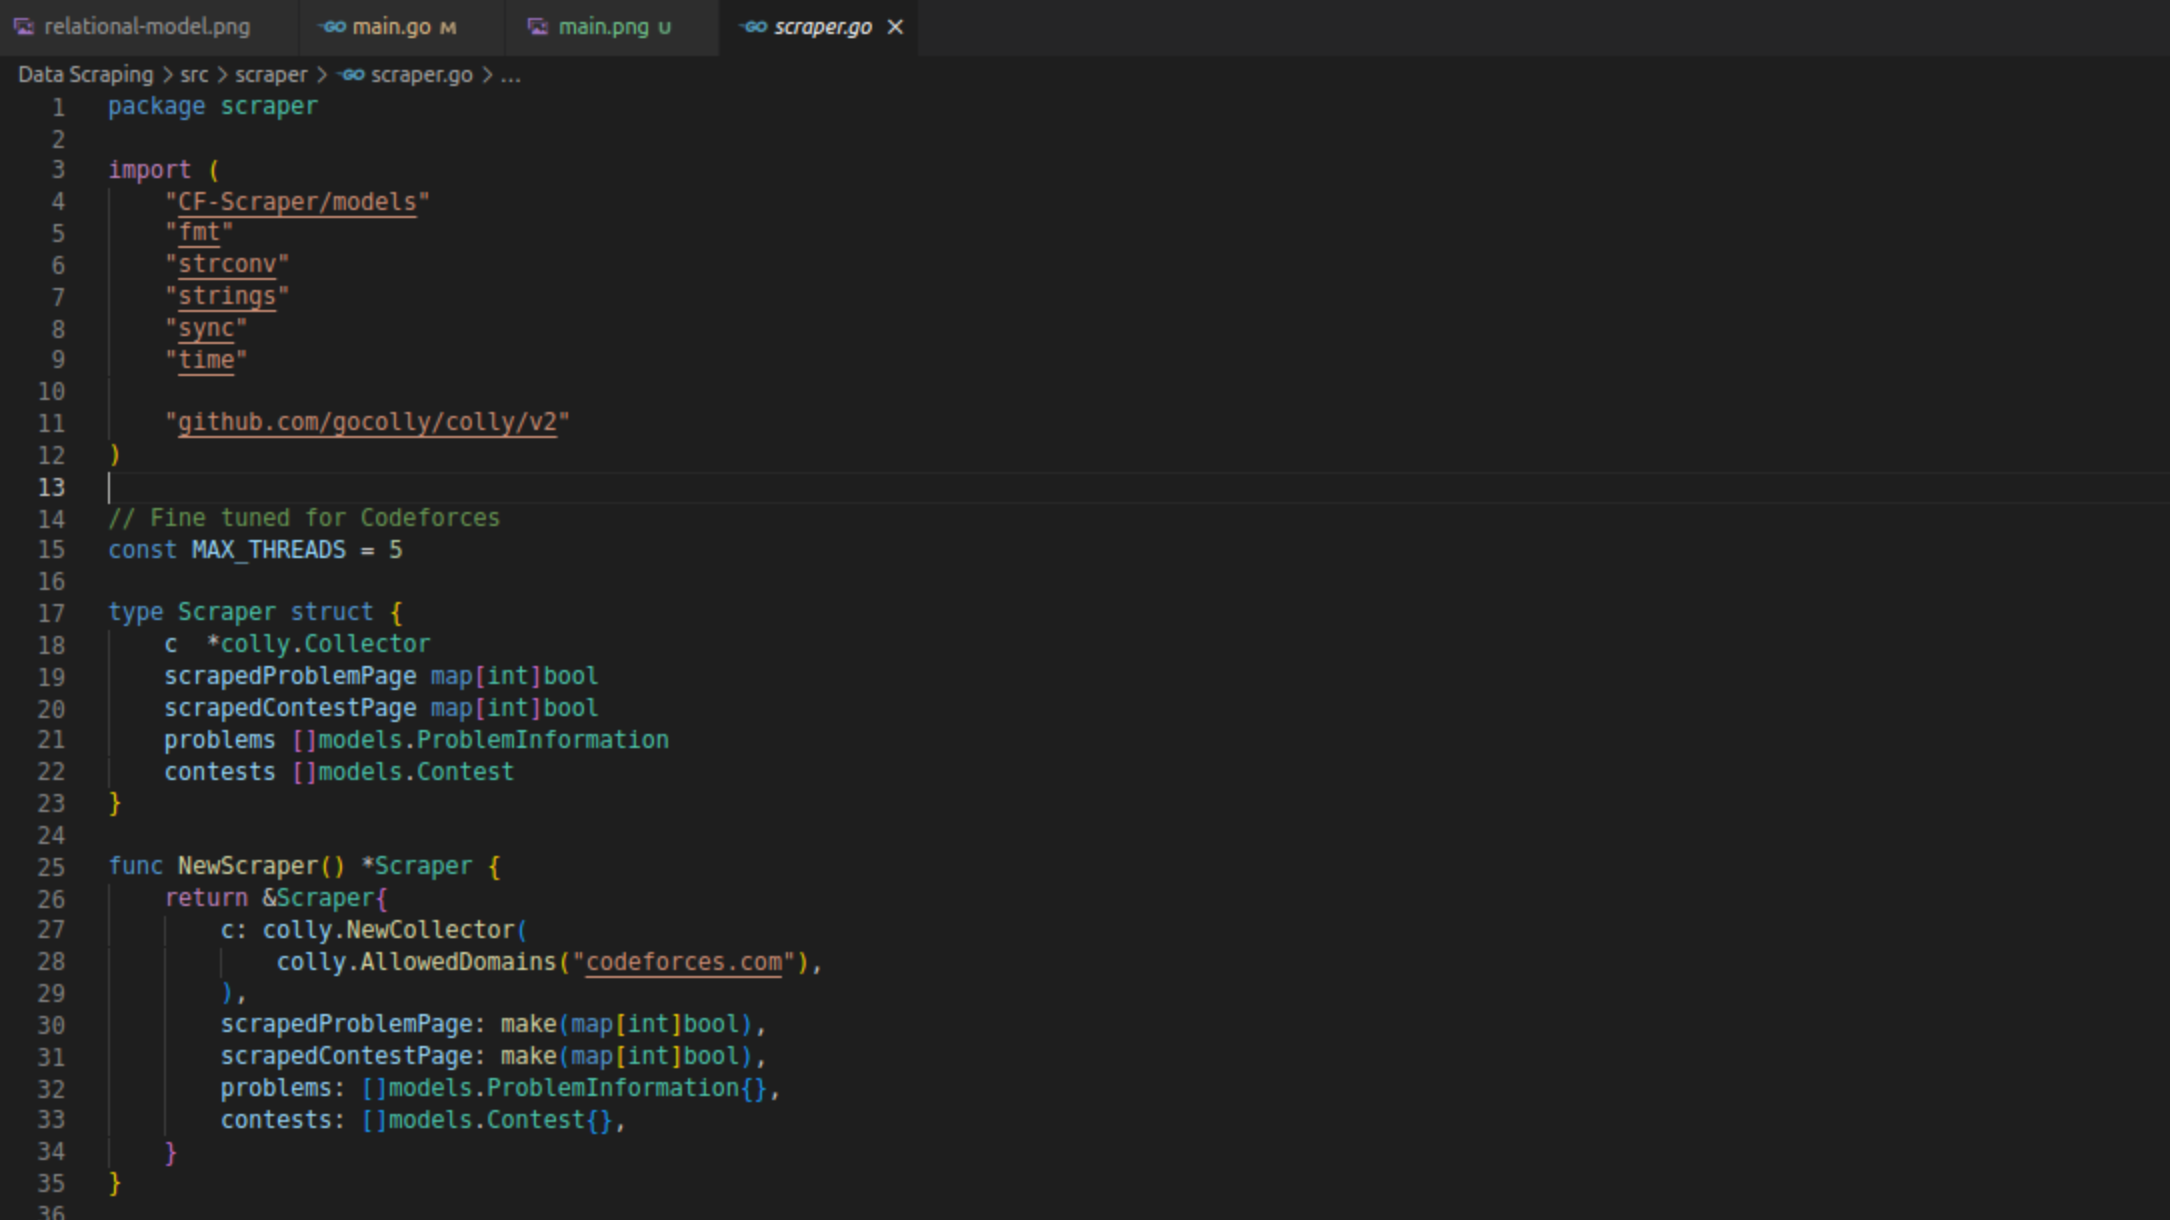 relational-model.png GO main.go M main.png U GO scraper.go ×
Data Scraping > src > scraper > GO scraper.go > ...
1 package scraper
2
3 import (
4 "CF-Scraper/models"
5 "fmt"
6 "strconv"
7 "strings"
8 "sync"
9 "time"
10
11 "github.com/gocolly/colly/v2"
12 )
13
14 // Fine tuned for Codeforces
15 const MAX_THREADS = 5
16
17 type Scraper struct {
18 c *colly.Collector
19 scrapedProblemPage map[int]bool
20 scrapedContestPage map[int]bool
21 problems []models.ProblemInformation
22 contests []models.Contest
23 }
24
25 func NewScraper() *Scraper {
26 return &Scraper{
27 c: colly.NewCollector(
28 colly.AllowedDomains("codeforces.com"),
29 ),
30 scrapedProblemPage: make(map[int]bool),
31 scrapedContestPage: make(map[int]bool),
32 problems: []models.ProblemInformation{},
33 contests: []models.Contest{},
34 }
35 }
36